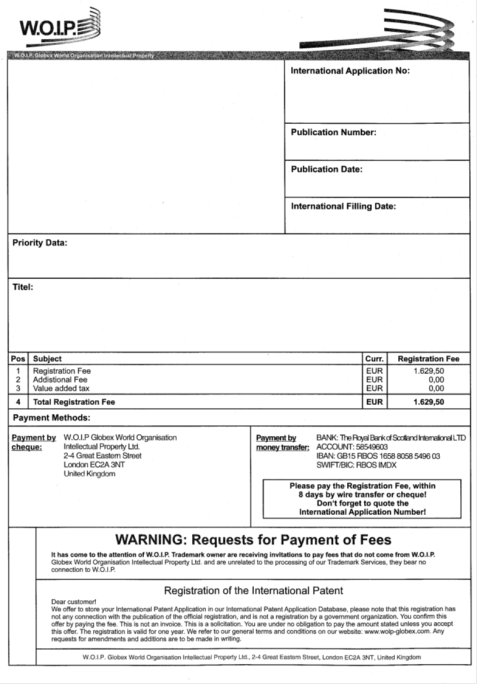 W.O.I.P.
W.O.I.P. Globex World Organisation Intellectual Property
International Application No:
Publication Number:
Publication Date:
International Filling Date:
Priority Data:
Titel:
Pos Subject Curr. Registration Fee
1 Registration Fee EUR 1.629,50
2 Addistional Fee EUR 0,00
3 Value added tax EUR 0,00
4 Total Registration Fee EUR 1.629,50
Payment Methods:
Payment by cheque:
W.O.I.P Globex World Organisation
Intellectual Property Ltd.
2-4 Great Eastern Street
London EC2A 3NT
United Kingdom
Payment by money transfer:
BANK: The Royal Bank of Scotland International LTD
ACCOUNT: 58549603
IBAN: GB15 RBOS 1658 8058 5496 03
SWIFT/BIC: RBOS IMDX
Please pay the Registration Fee, within
8 days by wire transfer or cheque!
Don't forget to quote the
International Application Number!
WARNING: Requests for Payment of Fees
It has come to the attention of W.O.I.P. Trademark owner are receiving invitations to pay fees that do not come from W.O.I.P.
Globex World Organisation Intellectual Property Ltd. and are unrelated to the processing of our Trademark Services, they bear no
connection to W.O.I.P.
Registration of the International Patent
Dear customer!
We offer to store your International Patent Application in our International Patent Application Database, please note that this registration has
not any connection with the publication of the official registration, and is not a registration by a government organization. You confirm this
offer by paying the fee. This is not an invoice. This is a solicitation. You are under no obligation to pay the amount stated unless you accept
this offer. The registration is valid for one year. We refer to our general terms and conditions on our website: www.woip-globex.com. Any
requests for amendments and additions are to be made in writing.
W.O.I.P. Globex World Organisation Intellectual Property Ltd., 2-4 Great Eastern Street, London EC2A 3NT, United Kingdom